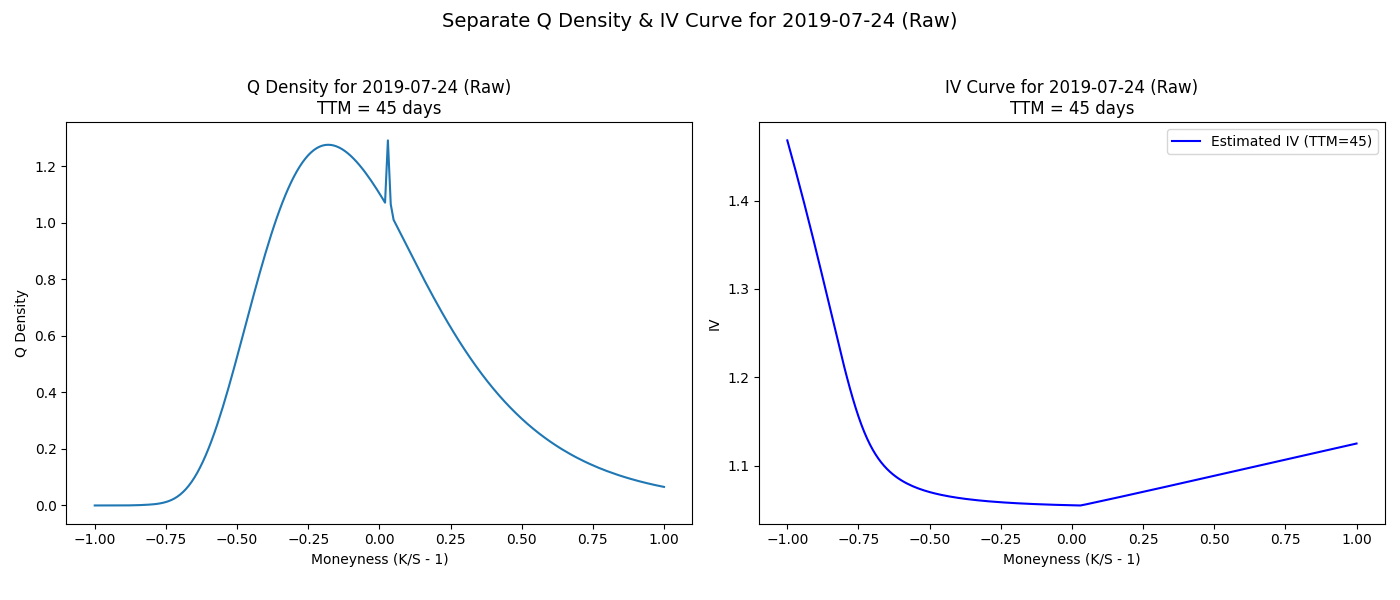 Separate Q Density & IV Curve for 2019-07-24 (Raw)
Q Density for 2019-07-24 (Raw)
TTM = 45 days
Q Density
1.2
1.0
0.8
0.6
0.4
0.2
0.0
−1.00 −0.75 −0.50 −0.25 0.00 0.25 0.50 0.75 1.00
Moneyness (K/S - 1)
IV Curve for 2019-07-24 (Raw)
TTM = 45 days
Estimated IV (TTM=45)
IV
1.4
1.3
1.2
1.1
−1.00 −0.75 −0.50 −0.25 0.00 0.25 0.50 0.75 1.00
Moneyness (K/S - 1)